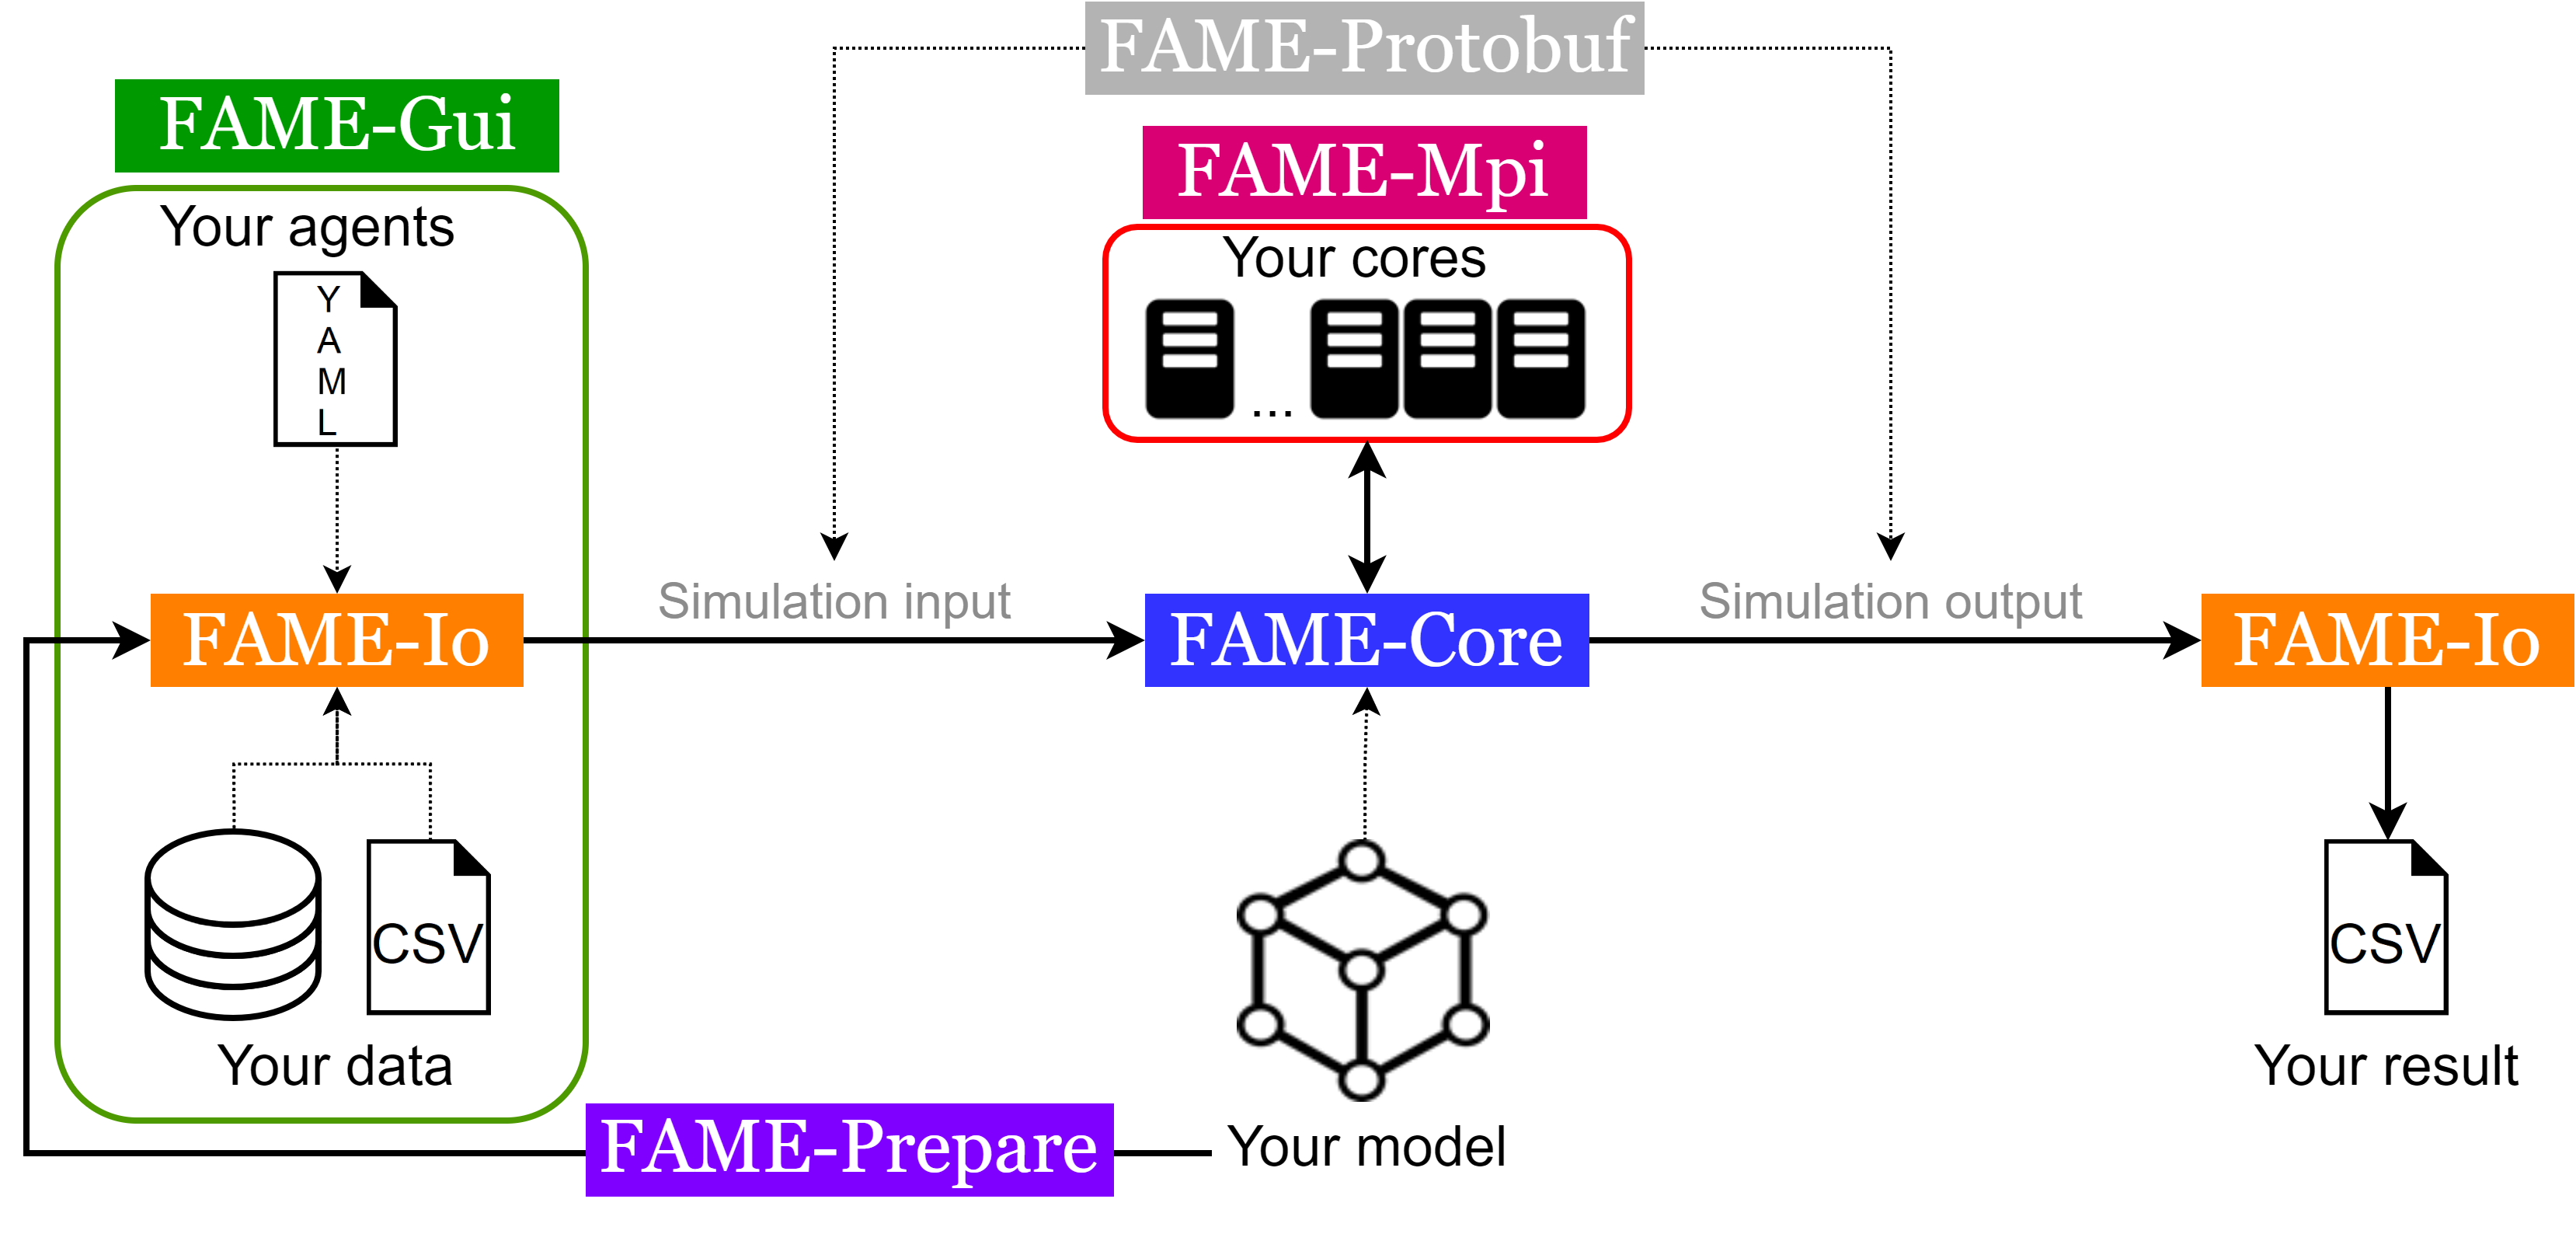 FAME-Protobuf
FAME-Gui
FAME-Mpi
Your agents
Your cores
Y
A
M
L
...
Simulation input
Simulation output
FAME-Io
FAME-Core
FAME-Io
CSV
CSV
Your data
Your result
FAME-Prepare
Your model